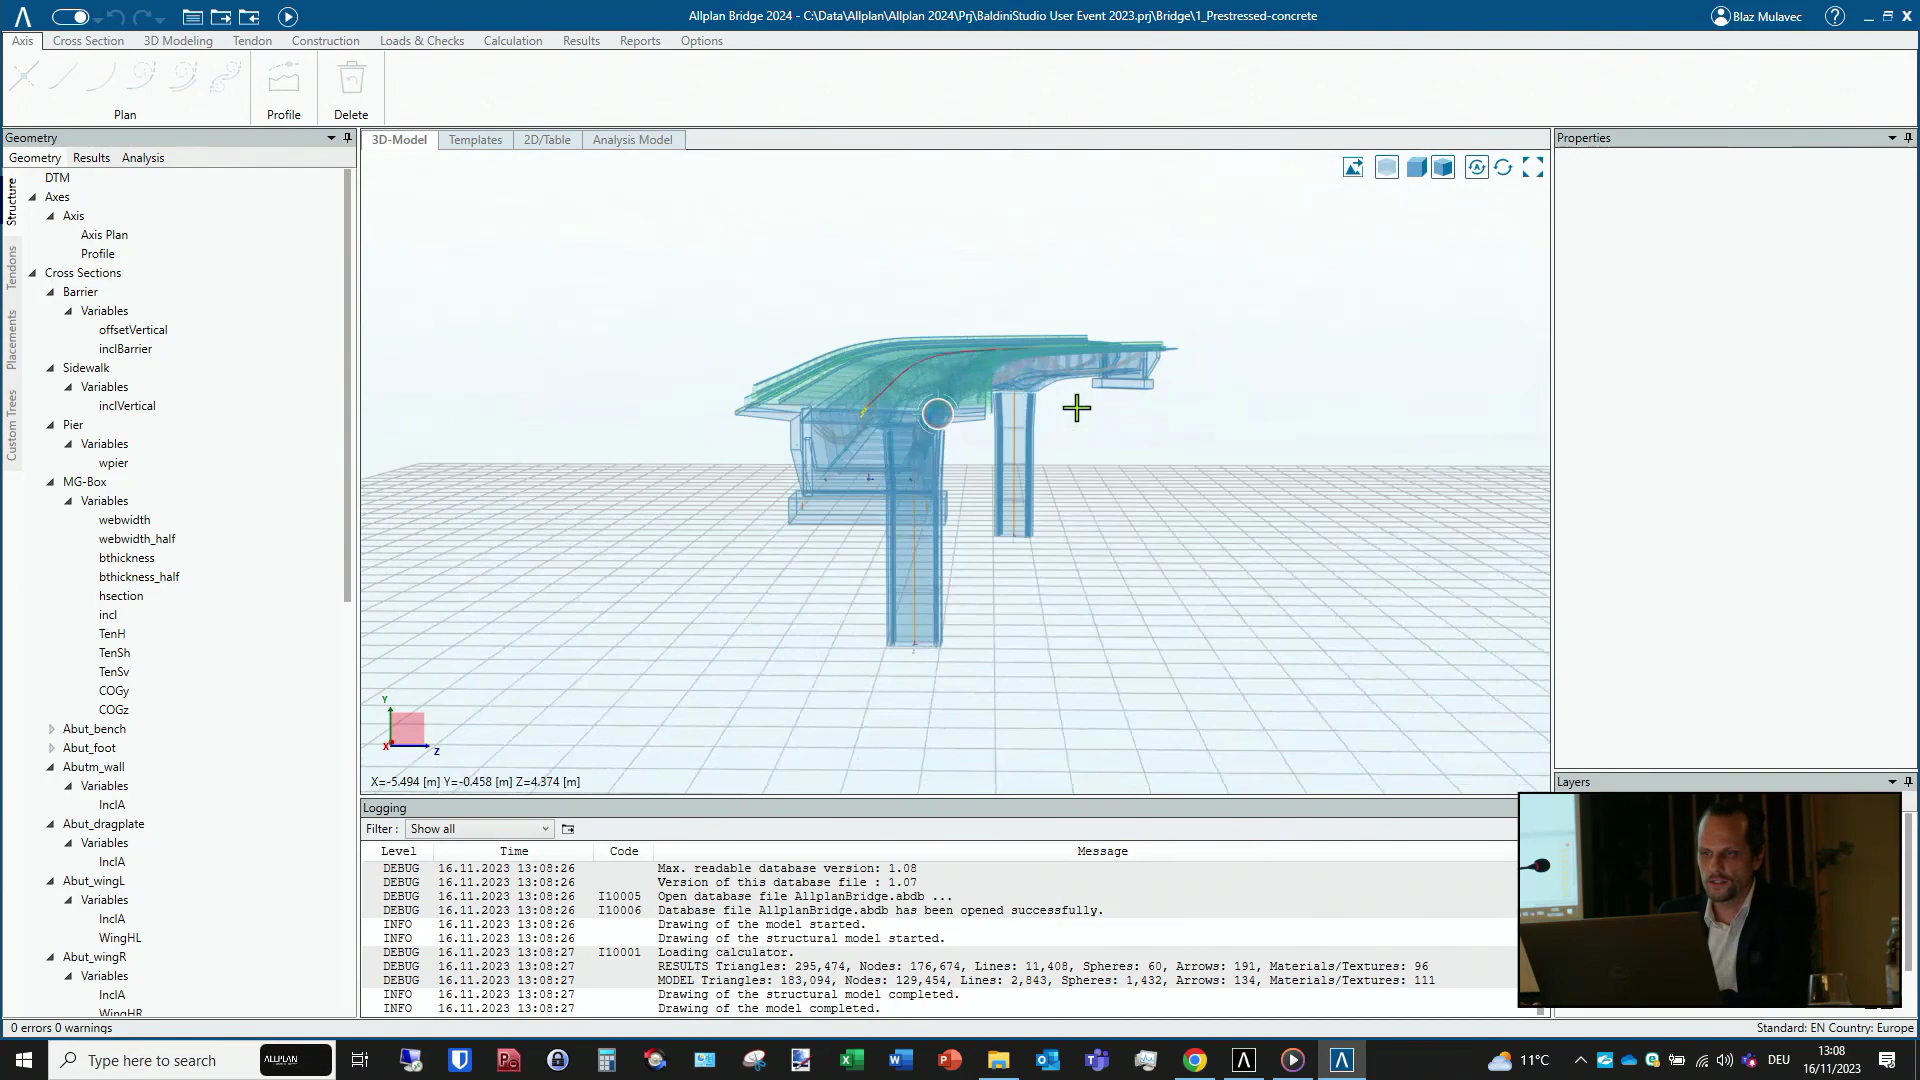 Allplan Bridge 2024 - C:\Data\Allplan\Allplan 2024\Prj\BaldiniStudio User Event 2023.prj\Bridge\1_Prestressed-concrete
Blaz Mulavec
Axis Cross Section 3D Modeling Tendon Construction Loads & Checks Calculation Results Reports Options
Plan Profile Delete
Geometry
Geometry Results Analysis
Structure
Tendons
Placements
Custom Trees
DTM
Axes
Axis
Axis Plan
Profile
Cross Sections
Barrier
Variables
offsetVertical
inclBarrier
Sidewalk
Variables
inclVertical
Pier
Variables
wpier
MG-Box
Variables
webwidth
webwidth_half
bthickness
bthickness_half
hsection
incl
TenH
TenSh
TenSv
COGy
COGz
Abut_bench
Abut_foot
Abutm_wall
Variables
InclA
Abut_dragplate
Variables
InclA
Abut_wingL
Variables
InclA
WingHL
Abut_wingR
Variables
InclA
WingHR
3D-Model Templates 2D/Table Analysis Model
Y
X
Z
X=-5.494 [m] Y=-0.458 [m] Z=4.374 [m]
Properties
Layers
Logging
Filter : Show all
Level Time Code Message
DEBUG 16.11.2023 13:08:26 Max. readable database version: 1.08
DEBUG 16.11.2023 13:08:26 Version of this database file : 1.07
DEBUG 16.11.2023 13:08:26 I10005 Open database file AllplanBridge.abdb ...
DEBUG 16.11.2023 13:08:26 I10006 Database file AllplanBridge.abdb has been opened successfully.
INFO 16.11.2023 13:08:26 Drawing of the model started.
INFO 16.11.2023 13:08:26 Drawing of the structural model started.
DEBUG 16.11.2023 13:08:27 I10001 Loading calculator.
DEBUG 16.11.2023 13:08:27 RESULTS Triangles: 295,474, Nodes: 176,674, Lines: 11,408, Spheres: 60, Arrows: 191, Materials/Textures: 96
DEBUG 16.11.2023 13:08:27 MODEL Triangles: 183,094, Nodes: 129,454, Lines: 2,843, Spheres: 1,432, Arrows: 134, Materials/Textures: 111
INFO 16.11.2023 13:08:27 Drawing of the structural model completed.
INFO 16.11.2023 13:08:27 Drawing of the model completed.
0 errors 0 warnings
Standard: EN Country: Europe
Type here to search
ALLPLAN
11°C
DEU
13:08
16/11/2023